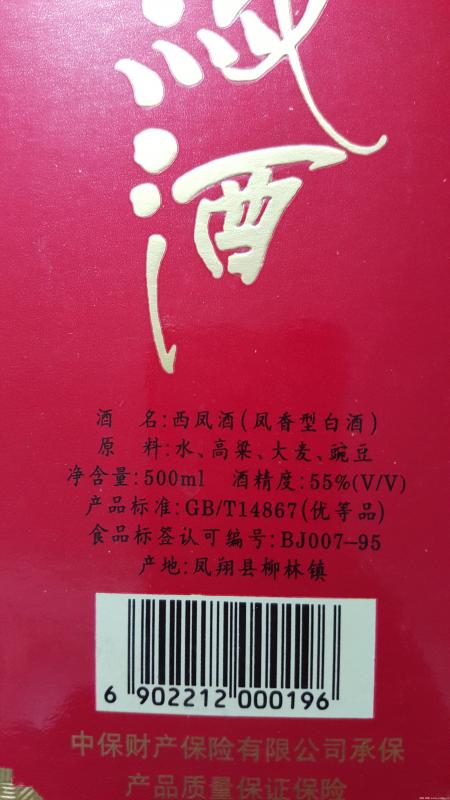 酒
酒　名:西凤酒(凤香型白酒)
原　料:水、高粱、大麦、豌豆
净含量:500ml　酒精度:55%(V/V)
产品标准:GB/T14867(优等品)
食品标签认可编号:BJ007-95
产地:凤翔县柳林镇
6 902212 000196
中保财产保险有限公司承保
产品质量保证保险